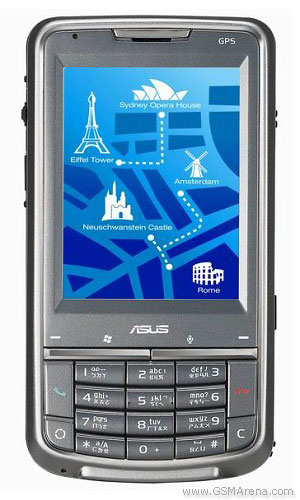 GPS
Sydney Opera House
Eiffel Tower
Amsterdam
Neuschwanstein Castle
Rome
ASUS
1
2 abc
def 3
4 ghi
5 jkl
mno 6
7 pqrs
8 tuv
wxyz 9
* a/A
0
#
C
www.GSMArena.com